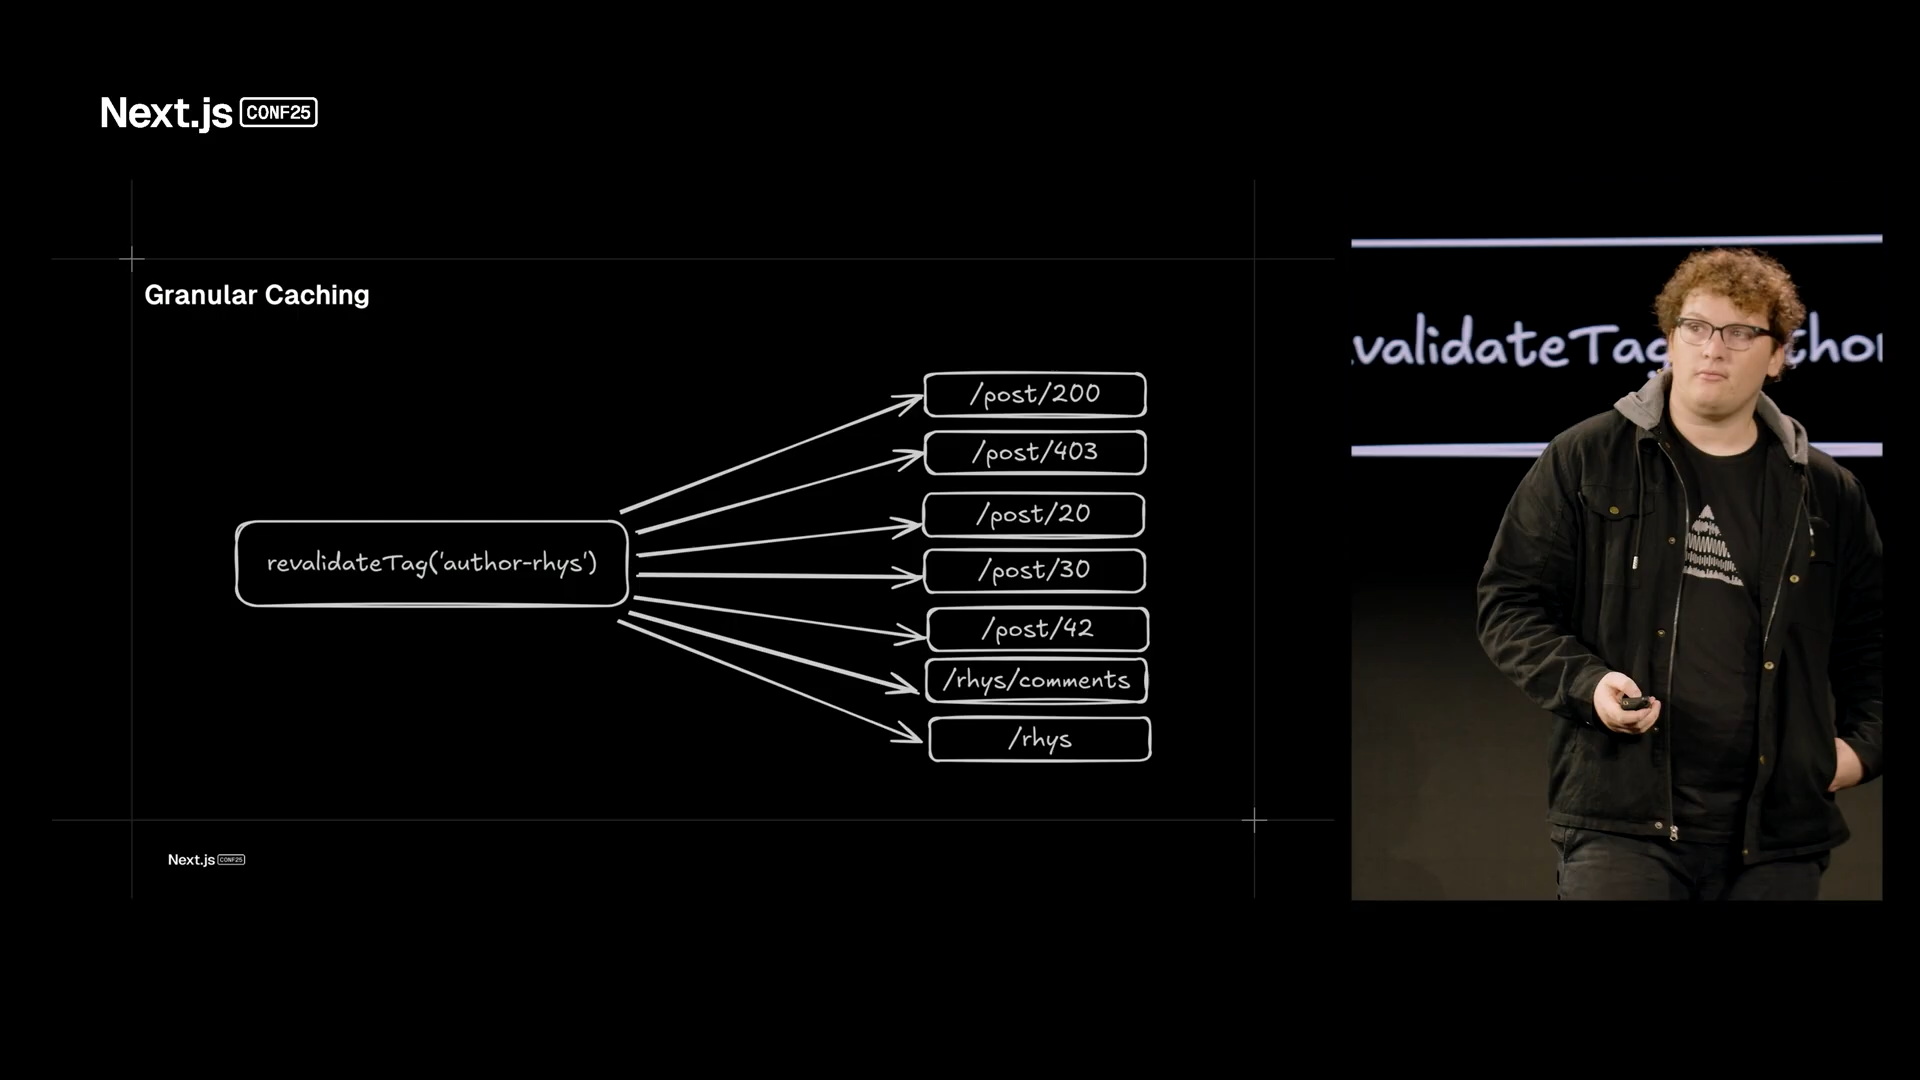 Next.js CONF25
Granular Caching
revalidateTag('author-rhys')
/post/200
/post/403
/post/20
/post/30
/post/42
/rhys/comments
/rhys
Next.js CONF25
validateTag
thor